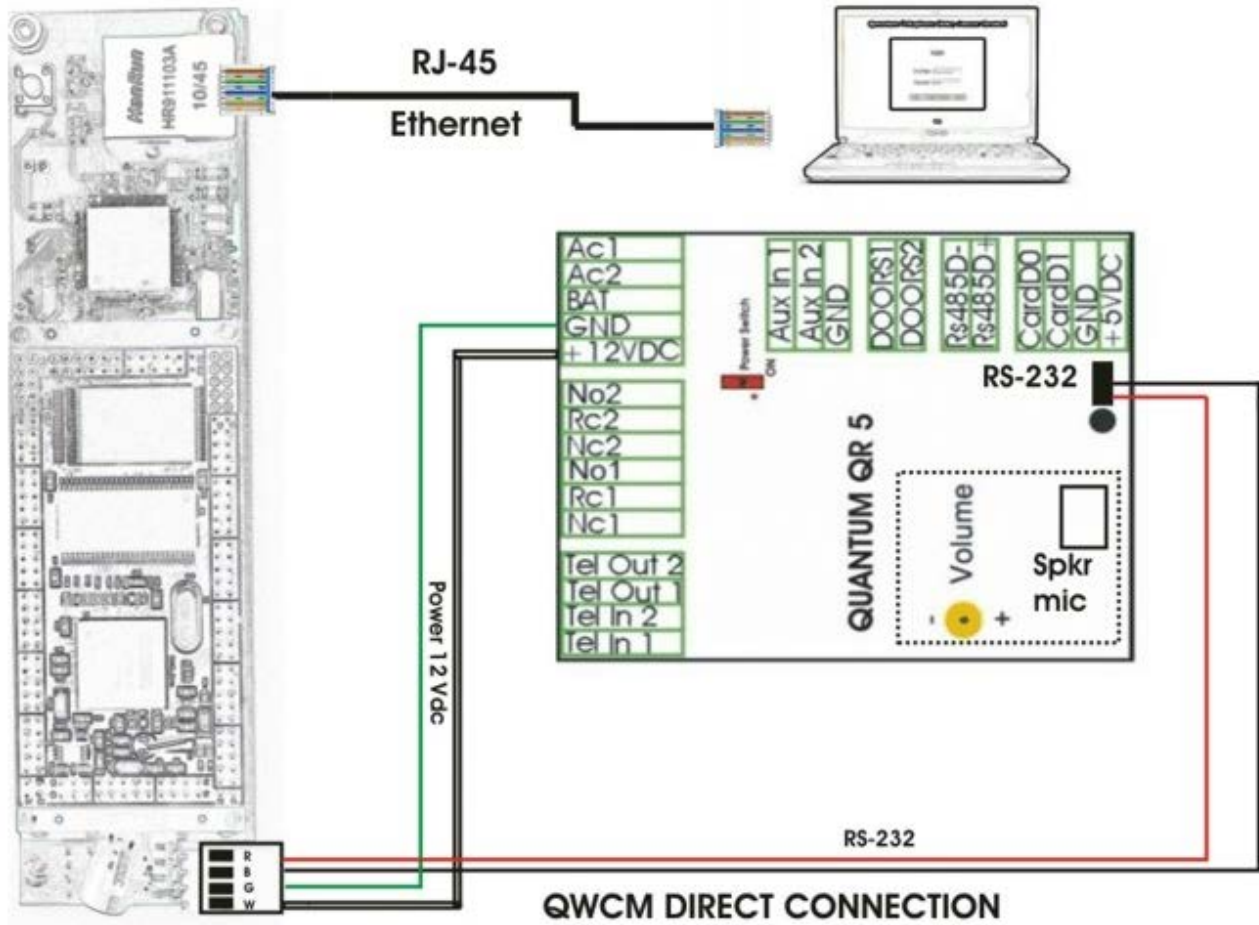 RJ-45
Ethernet
HanRun
HR911103A
10/45
Ac1
Ac2
BAT
GND
+12VDC
No2
Rc2
Nc2
No1
Rc1
Nc1
Tel Out 2
Tel Out 1
Tel In 2
Tel In 1
Power Switch
ON
Aux In 1
Aux In 2
GND
DOORS1
DOORS2
Rs485D-
Rs485D+
CardD0
CardD1
GND
+5VDC
RS-232
QUANTUM QR 5
Volume
- +
Spkr
mic
Power 12 Vdc
RS-232
R
B
G
W
QWCM DIRECT CONNECTION